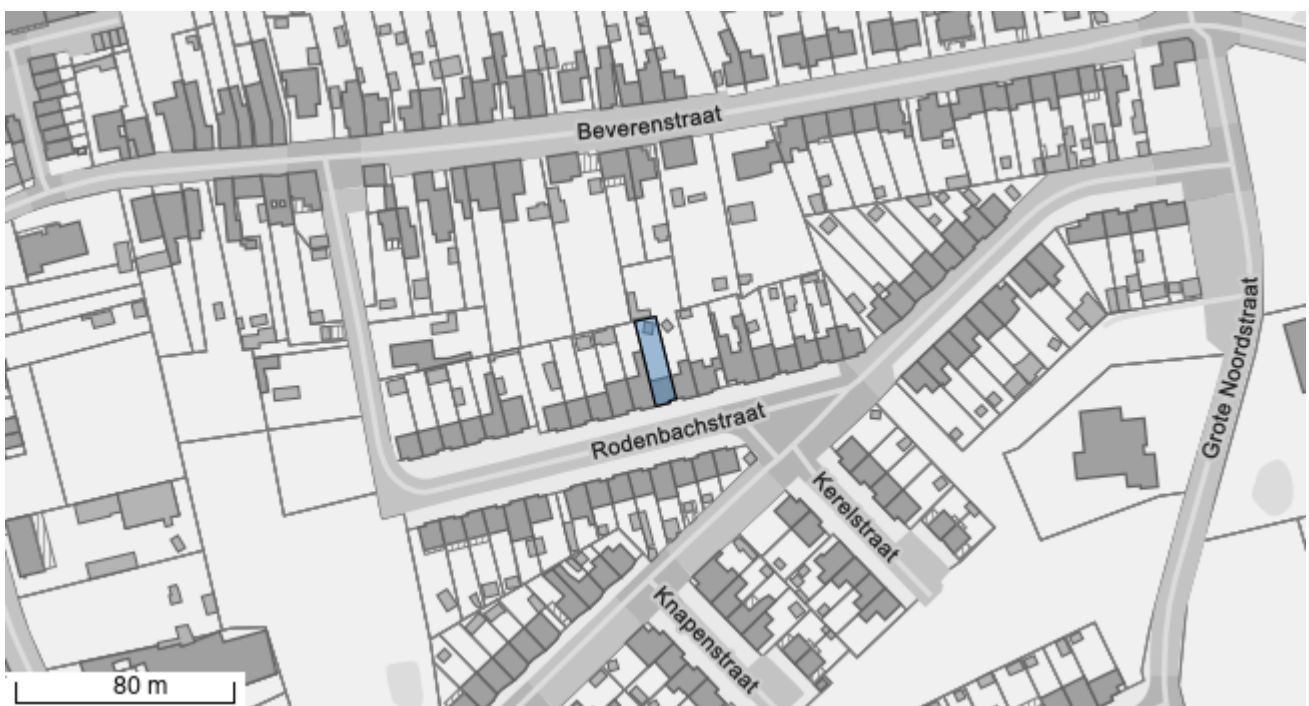 Beverenstraat
Grote Noordstraat
Rodenbachstraat
Kerelstraat
Knapenstraat
80 m